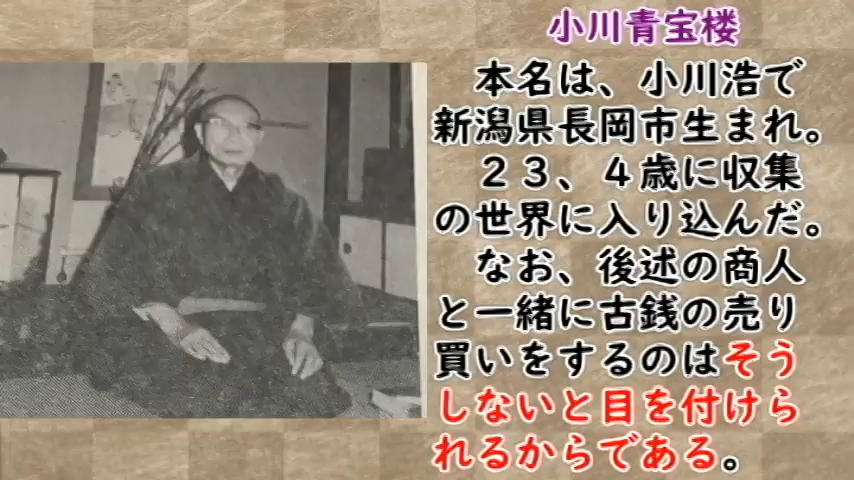 小川青宝楼
本名は、小川浩で
新潟県長岡市生まれ。
２３、４歳に収集
の世界に入り込んだ。
なお、後述の商人
と一緒に古銭の売り
買いをするのはそう
しないと目を付けら
れるからである。